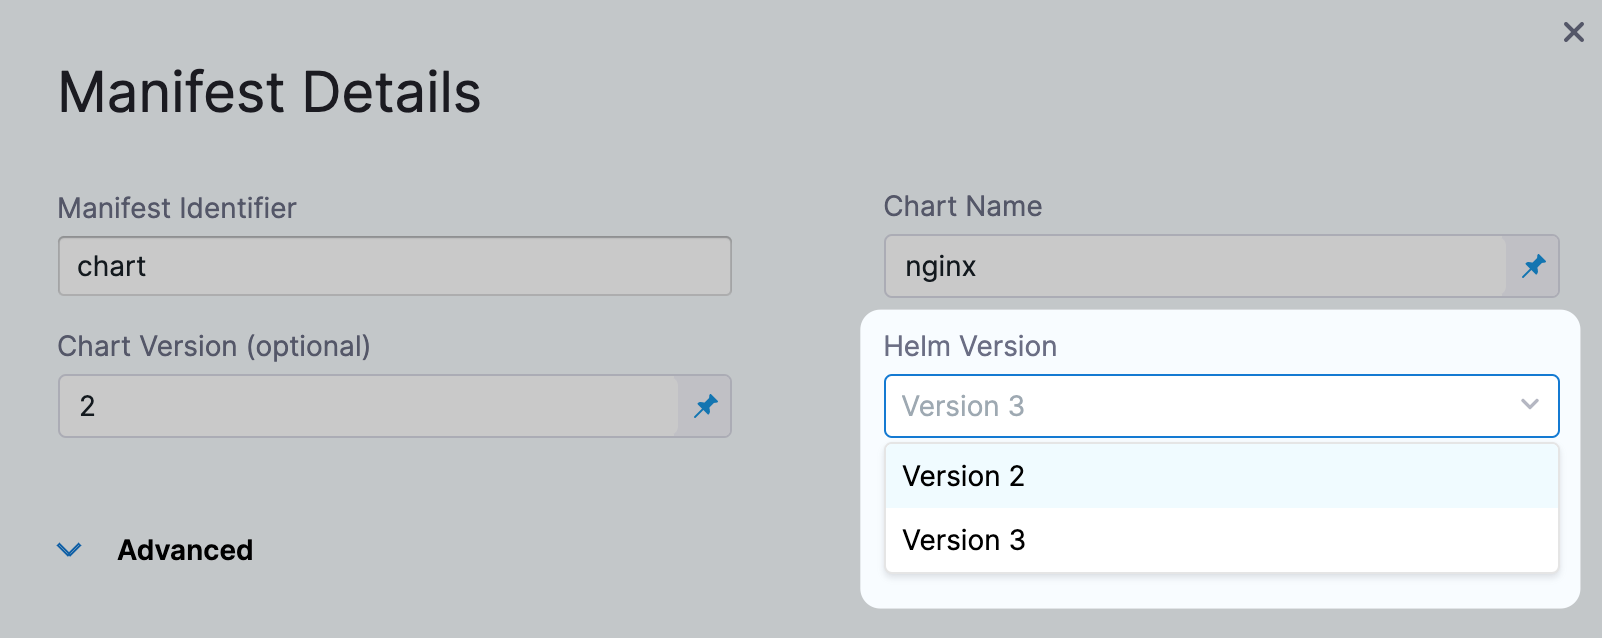 Manifest Details
Manifest Identifier
chart
Chart Name
nginx
Chart Version (optional)
2
Helm Version
Version 3
Version 2
Version 3
Advanced